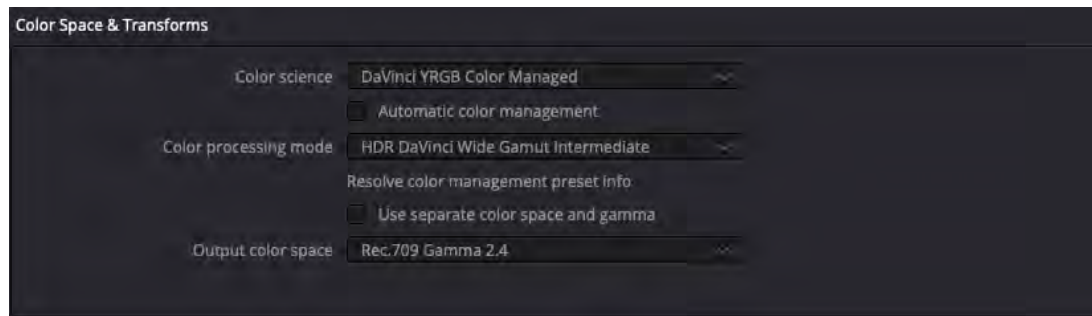 Color Space & Transforms
Color science DaVinci YRGB Color Managed
Automatic color management
Color processing mode HDR DaVinci Wide Gamut Intermediate
Resolve color management preset info
Use separate color space and gamma
Output color space Rec.709 Gamma 2.4